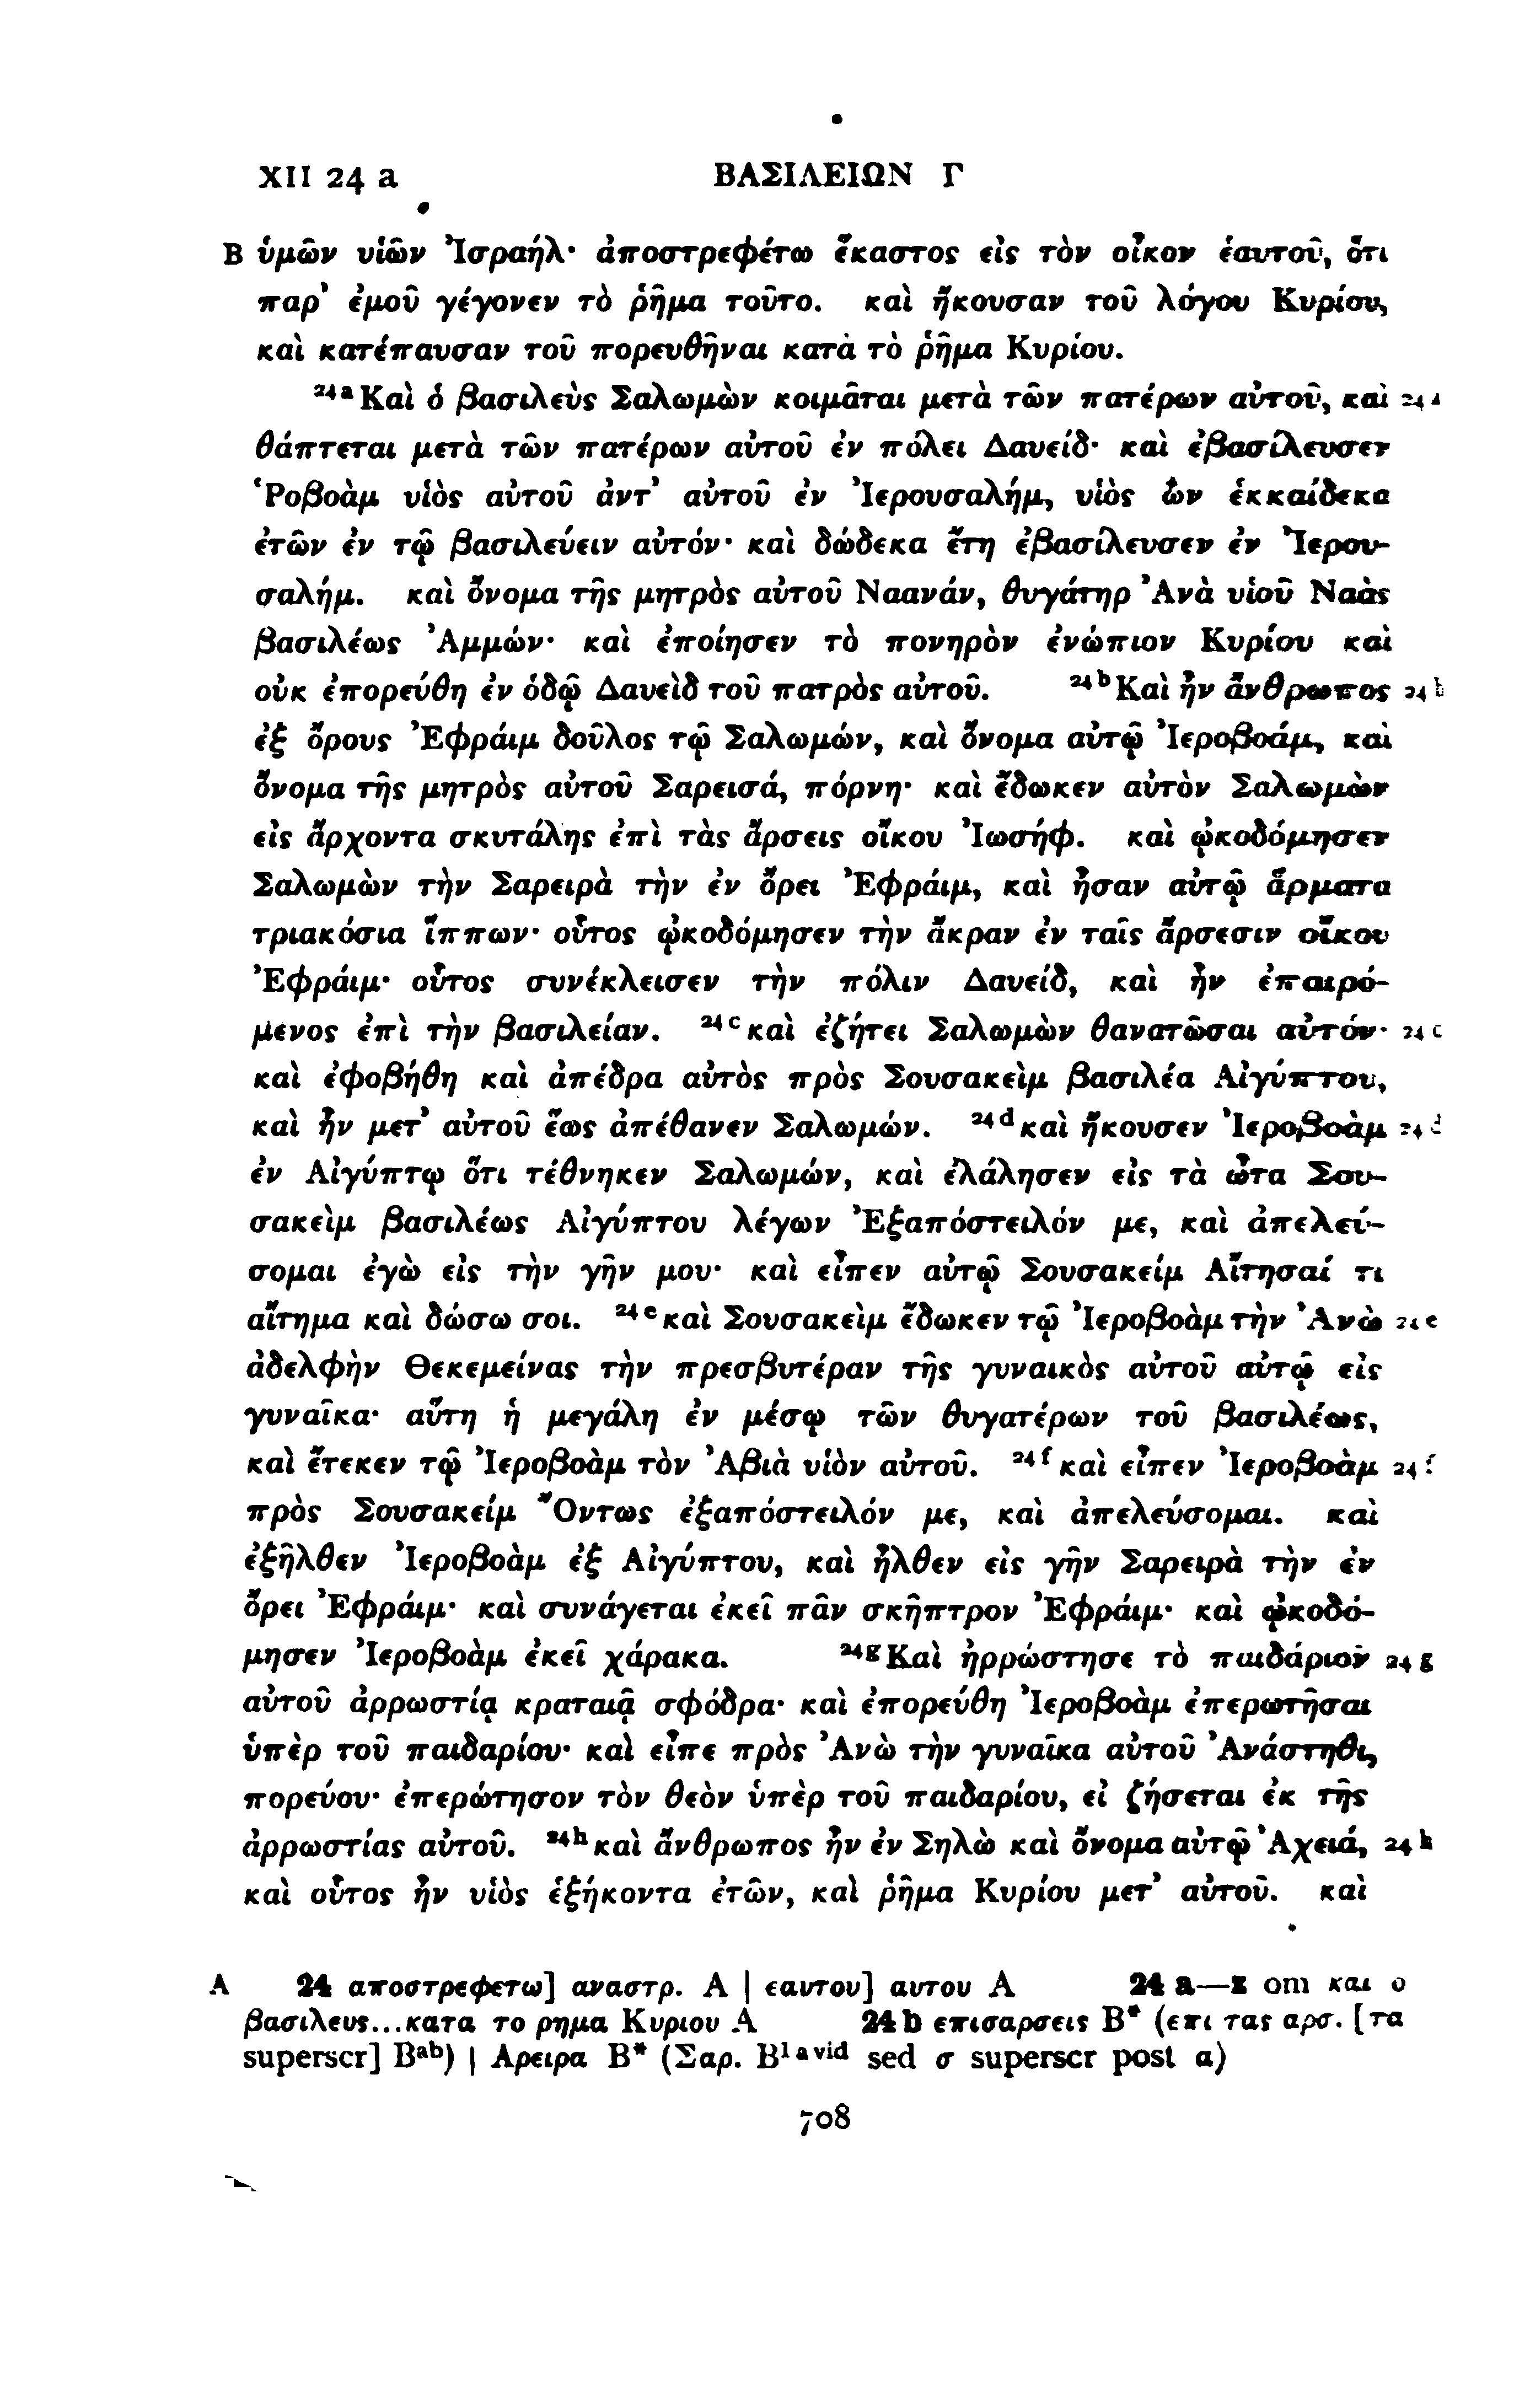 XII 24 a ΒΑΣΙΛΕΙΩΝ Γ
B ὑμῶν υἱῶν Ἰσραήλ· ἀποστρεφέτω ἕκαστος εἰς τὸν οἶκον ἑαυτοῦ, ὅτι
παρ᾽ ἐμοῦ γέγονεν τὸ ῥῆμα τοῦτο. καὶ ἤκουσαν τοῦ λόγου Κυρίου,
καὶ κατέπαυσαν τοῦ πορευθῆναι κατὰ τὸ ῥῆμα Κυρίου.
²⁴ᵃ Καὶ ὁ βασιλεὺς Σαλωμὼν κοιμᾶται μετὰ τῶν πατέρων αὐτοῦ, καὶ 24 a
θάπτεται μετὰ τῶν πατέρων αὐτοῦ ἐν πόλει Δαυείδ· καὶ ἐβασίλευσεν
Ῥοβοὰμ υἱὸς αὐτοῦ ἀντ᾽ αὐτοῦ ἐν Ἰερουσαλήμ, υἱὸς ὢν ἑκκαίδεκα
ἐτῶν ἐν τῷ βασιλεύειν αὐτόν· καὶ δώδεκα ἔτη ἐβασίλευσεν ἐν Ἰερου-
σαλήμ. καὶ ὄνομα τῆς μητρὸς αὐτοῦ Ναανάν, θυγάτηρ Ἀνὰ υἱοῦ Ναὰς
βασιλέως Ἀμμών· καὶ ἐποίησεν τὸ πονηρὸν ἐνώπιον Κυρίου καὶ
οὐκ ἐπορεύθη ἐν ὁδῷ Δαυεὶδ τοῦ πατρὸς αὐτοῦ. ²⁴ᵇ Καὶ ἦν ἄνθρωπος 24 b
ἐξ ὄρους Ἐφράιμ δοῦλος τῷ Σαλωμών, καὶ ὄνομα αὐτῷ Ἰεροβοάμ, καὶ
ὄνομα τῆς μητρὸς αὐτοῦ Σαρεισά, πόρνη· καὶ ἔδωκεν αὐτὸν Σαλωμὼν
εἰς ἄρχοντα σκυτάλης ἐπὶ τὰς ἄρσεις οἴκου Ἰωσήφ. καὶ ᾠκοδόμησεν
Σαλωμὼν τὴν Σαρειρὰ τὴν ἐν ὄρει Ἐφράιμ, καὶ ἦσαν αὐτῷ ἅρματα
τριακόσια ἵππων· οὗτος ᾠκοδόμησεν τὴν ἄκραν ἐν ταῖς ἄρσεσιν οἴκου
Ἐφράιμ· οὗτος συνέκλεισεν τὴν πόλιν Δαυείδ, καὶ ἦν ἐπαιρό-
μενος ἐπὶ τὴν βασιλείαν. ²⁴ᶜ καὶ ἐζήτει Σαλωμὼν θανατῶσαι αὐτόν· 24 c
καὶ ἐφοβήθη καὶ ἀπέδρα αὐτὸς πρὸς Σουσακεὶμ βασιλέα Αἰγύπτου,
καὶ ἦν μετ᾽ αὐτοῦ ἕως ἀπέθανεν Σαλωμών. ²⁴ᵈ καὶ ἤκουσεν Ἰεροβοὰμ 24 d
ἐν Αἰγύπτῳ ὅτι τέθνηκεν Σαλωμών, καὶ ἐλάλησεν εἰς τὰ ὦτα Σου-
σακεὶμ βασιλέως Αἰγύπτου λέγων Ἐξαπόστειλόν με, καὶ ἀπελεύ-
σομαι ἐγὼ εἰς τὴν γῆν μου· καὶ εἶπεν αὐτῷ Σουσακείμ Αἴτησαί τι
αἴτημα καὶ δώσω σοι. ²⁴ᵉ καὶ Σουσακεὶμ ἔδωκεν τῷ Ἰεροβοὰμ τὴν Ἀνὼ 24 e
ἀδελφὴν Θεκεμείνας τὴν πρεσβυτέραν τῆς γυναικὸς αὐτοῦ αὐτῷ εἰς
γυναῖκα· αὕτη ἡ μεγάλη ἐν μέσῳ τῶν θυγατέρων τοῦ βασιλέως,
καὶ ἔτεκεν τῷ Ἰεροβοὰμ τὸν Ἀβιὰ υἱὸν αὐτοῦ. ²⁴ᶠ καὶ εἶπεν Ἰεροβοὰμ 24 f
πρὸς Σουσακείμ Ὄντως ἐξαπόστειλόν με, καὶ ἀπελεύσομαι. καὶ
ἐξῆλθεν Ἰεροβοὰμ ἐξ Αἰγύπτου, καὶ ἦλθεν εἰς γῆν Σαρειρὰ τὴν ἐν
ὄρει Ἐφράιμ· καὶ συνάγεται ἐκεῖ πᾶν σκῆπτρον Ἐφράιμ· καὶ ᾠκοδό-
μησεν Ἰεροβοὰμ ἐκεῖ χάρακα. ²⁴ᵍ Καὶ ἠρρώστησε τὸ παιδάριον 24 g
αὐτοῦ ἀρρωστίᾳ κραταιᾷ σφόδρα· καὶ ἐπορεύθη Ἰεροβοὰμ ἐπερωτῆσαι
ὑπὲρ τοῦ παιδαρίου· καὶ εἶπε πρὸς Ἀνὼ τὴν γυναῖκα αὐτοῦ Ἀνάστηθι,
πορεύου· ἐπερώτησον τὸν θεὸν ὑπὲρ τοῦ παιδαρίου, εἰ ζήσεται ἐκ τῆς
ἀρρωστίας αὐτοῦ. ²⁴ʰ καὶ ἄνθρωπος ἦν ἐν Σηλὼ καὶ ὄνομα αὐτῷ Ἀχειά, 24 h
καὶ οὗτος ἦν υἱὸς ἑξήκοντα ἐτῶν, καὶ ῥῆμα Κυρίου μετ᾽ αὐτοῦ. καὶ
A 24 αποστρεφετω] αναστρ. A | εαυτου] αυτου A 24 a—z om και ο
βασιλευς...κατα το ρημα Κυριου A 24 b επισαρσεις B* (επι τας αρσ. [τα
superscr] Bᵃᵇ) | Αρειρα B* (Σαρ. B¹ ᵃ ᵛⁱᵈ sed σ superscr post α)
708